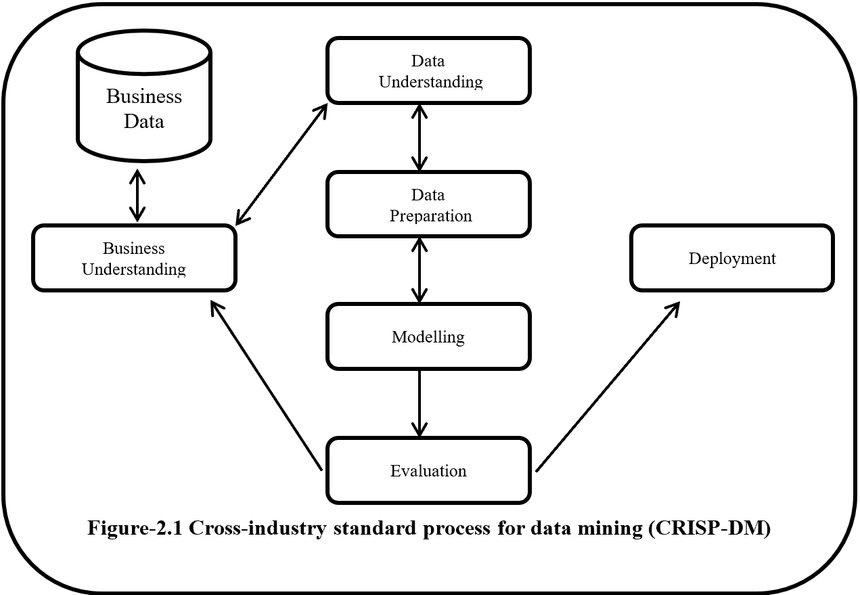 Business
Data
Data
Understanding
Data
Preparation
Business
Understanding
Deployment
Modelling
Evaluation
Figure-2.1 Cross-industry standard process for data mining (CRISP-DM)